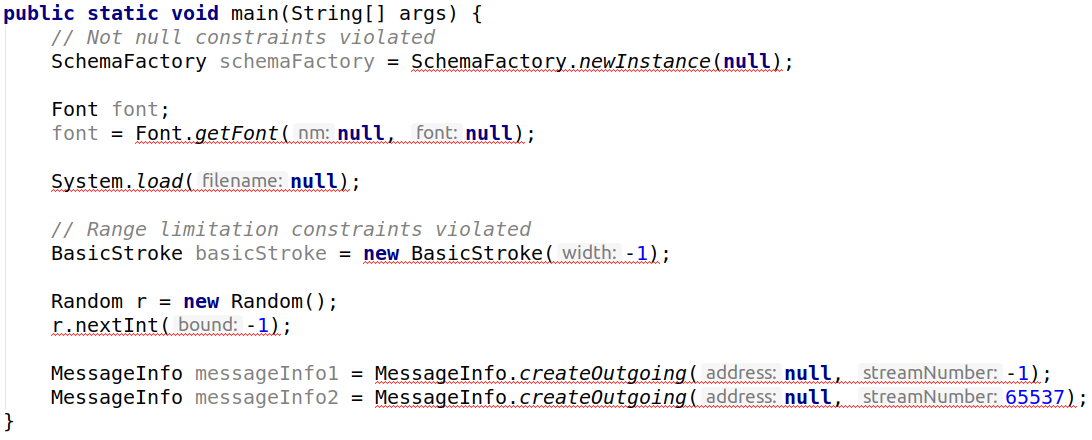 public static void main(String[] args) {
// Not null constraints violated
SchemaFactory schemaFactory = SchemaFactory.newInstance(null);
Font font;
font = Font.getFont( nm: null, font: null);
System.load( filename: null);
// Range limitation constraints violated
BasicStroke basicStroke = new BasicStroke( width: -1);
Random r = new Random();
r.nextInt( bound: -1);
MessageInfo messageInfo1 = MessageInfo.createOutgoing( address: null, streamNumber: -1);
MessageInfo messageInfo2 = MessageInfo.createOutgoing( address: null, streamNumber: 65537);
}